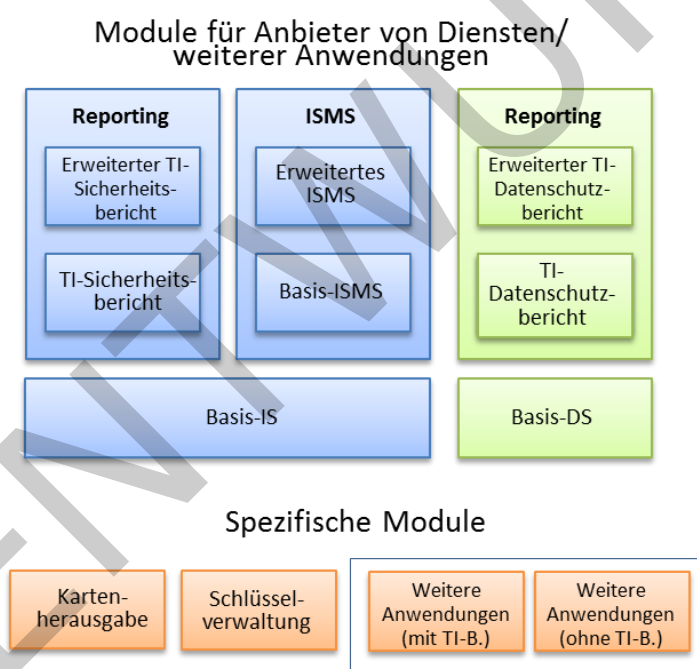 Module für Anbieter von Diensten/
weiterer Anwendungen
Reporting
Erweiterter TI-
Sicherheits-
bericht
TI-Sicherheits-
bericht
ISMS
Erweitertes
ISMS
Basis-ISMS
Reporting
Erweiterter TI-
Datenschutz-
bericht
TI-
Datenschutz-
bericht
Basis-IS
Basis-DS
Spezifische Module
Karten-
herausgabe
Schlüssel-
verwaltung
Weitere
Anwendungen
(mit TI-B.)
Weitere
Anwendungen
(ohne TI-B.)
ENTWUR